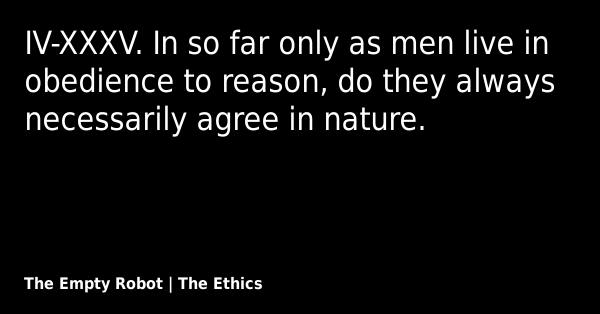 IV-XXXV. In so far only as men live in
obedience to reason, do they always
necessarily agree in nature.
The Empty Robot | The Ethics